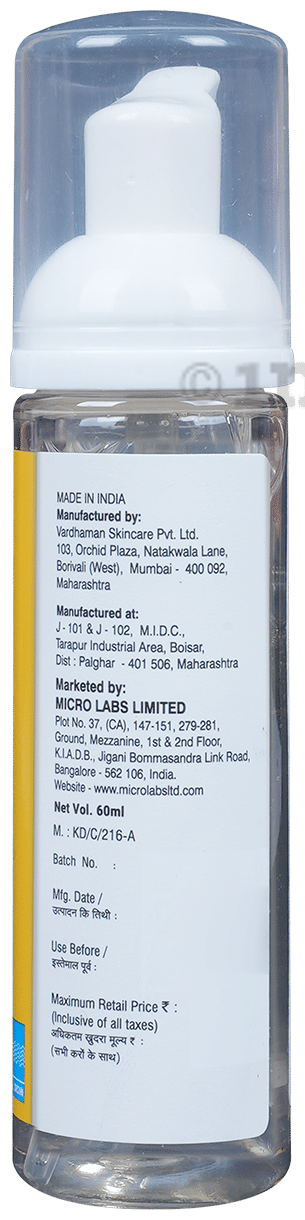 MADE IN INDIA
Manufactured by:
Vardhaman Skincare Pvt. Ltd.
103, Orchid Plaza, Natakwala Lane,
Borivali (West), Mumbai - 400 092,
Maharashtra
Manufactured at:
J - 101 & J - 102, M.I.D.C.,
Tarapur Industrial Area, Boisar,
Dist : Palghar - 401 506, Maharashtra
Marketed by:
MICRO LABS LIMITED
Plot No. 37, (CA), 147-151, 279-281,
Ground, Mezzanine, 1st & 2nd Floor,
K.I.A.D.B., Jigani Bommasandra Link Road,
Bangalore - 562 106, India.
Website - www.microlabsltd.com
Net Vol. 60ml
M. : KD/C/216-A
Batch No. :
Mfg. Date /
उत्पादन कि तिथी :
Use Before /
इस्तेमाल पूर्व :
Maximum Retail Price ₹ :
(Inclusive of all taxes)
अधिकतम खुदरा मूल्य ₹ :
(सभी करों के साथ)